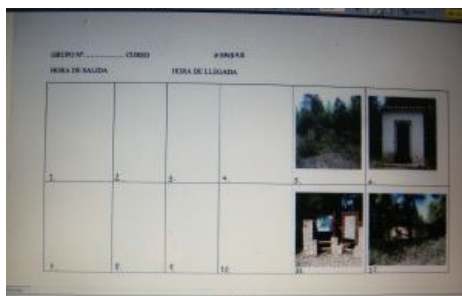 GRUPO Nº.................. CURSO
HORA DE SALIDA HORA DE LLEGADA
1. 2. 3. 4. 5. 6.
8. 9. 10. 11. 12.